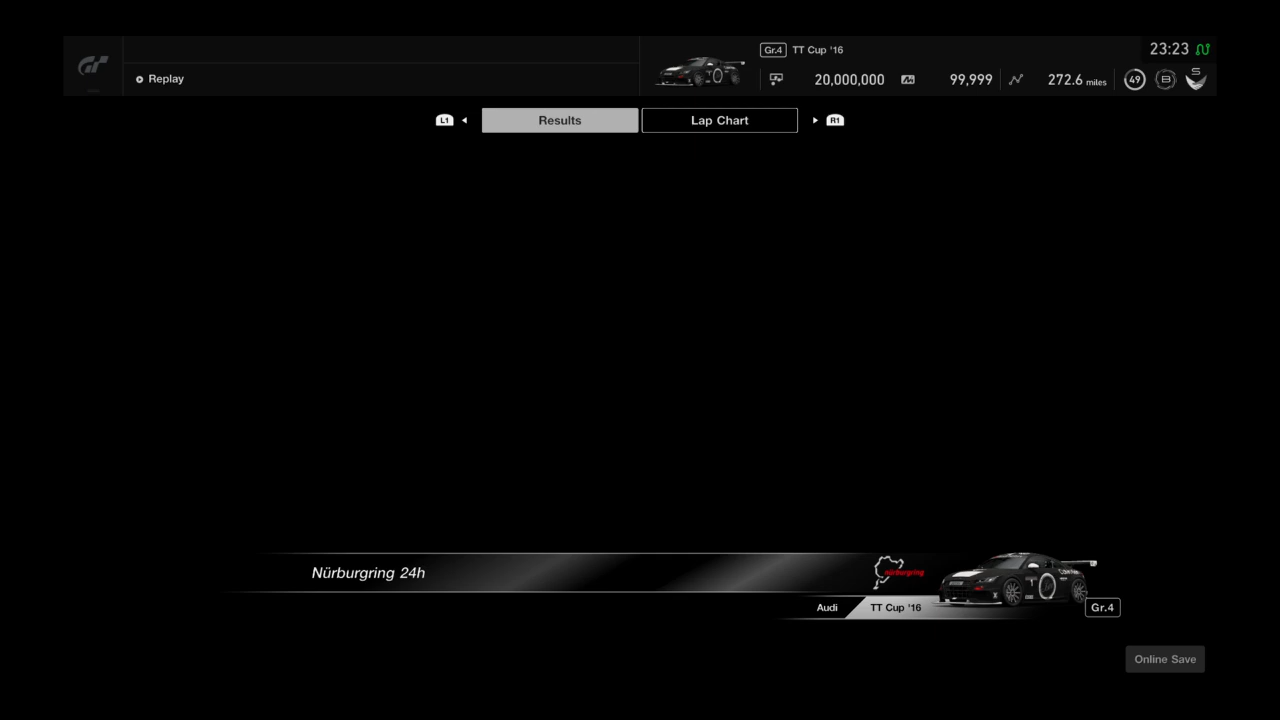 Gr.4 TT Cup '16
23:23
Replay
20,000,000
99,999
272.6 miles
49
B
S
L1
Results
Lap Chart
R1
Nürburgring 24h
nürburgring
Audi
TT Cup '16
Gr.4
Online Save